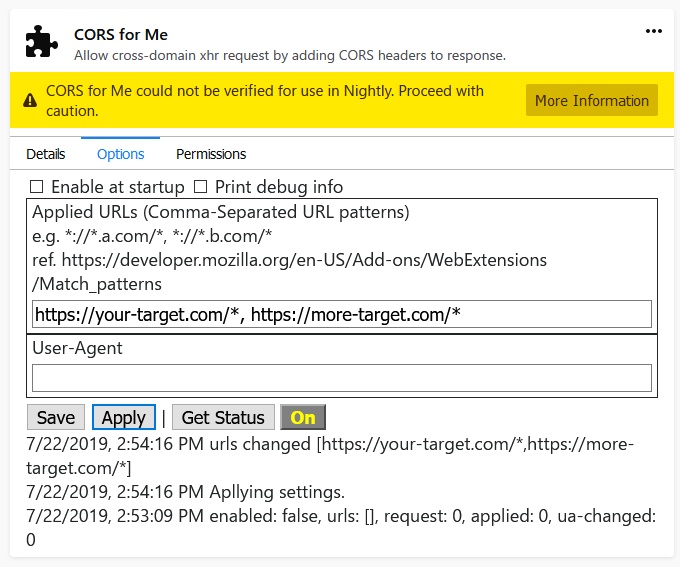 CORS for Me
Allow cross-domain xhr request by adding CORS headers to response.
CORS for Me could not be verified for use in Nightly. Proceed with
caution.
More Information
Details Options Permissions
Enable at startup Print debug info
Applied URLs (Comma-Separated URL patterns)
e.g. *://*.a.com/*, *://*.b.com/*
ref. https://developer.mozilla.org/en-US/Add-ons/WebExtensions
/Match_patterns
https://your-target.com/*, https://more-target.com/*
User-Agent
Save Apply | Get Status On
7/22/2019, 2:54:16 PM urls changed [https://your-target.com/*,https://more-
target.com/*]
7/22/2019, 2:54:16 PM Apllying settings.
7/22/2019, 2:53:09 PM enabled: false, urls: [], request: 0, applied: 0, ua-changed:
0